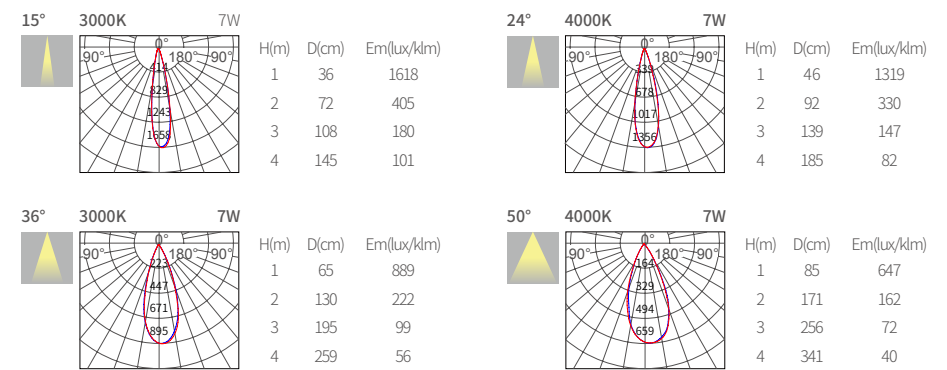 15° 3000K 7W
0°
90° 180° 90°
414
829
1243
1658
H(m) D(cm) Em(lux/klm)
1 36 1618
2 72 405
3 108 180
4 145 101
24° 4000K 7W
0°
90° 180° 90°
339
678
1017
1356
H(m) D(cm) Em(lux/klm)
1 46 1319
2 92 330
3 139 147
4 185 82
36° 3000K 7W
0°
90° 180° 90°
223
447
671
895
H(m) D(cm) Em(lux/klm)
1 65 889
2 130 222
3 195 99
4 259 56
50° 4000K 7W
0°
90° 180° 90°
164
329
494
659
H(m) D(cm) Em(lux/klm)
1 85 647
2 171 162
3 256 72
4 341 40